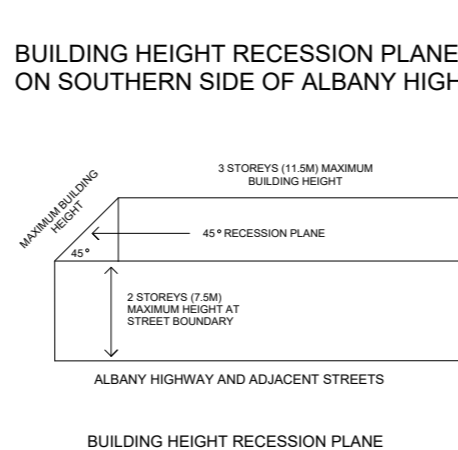 BUILDING HEIGHT RECESSION PLANE
ON SOUTHERN SIDE OF ALBANY HIGH
3 STOREYS (11.5M) MAXIMUM
BUILDING HEIGHT
MAXIMUM BUILDING
HEIGHT
45° RECESSION PLANE
45°
2 STOREYS (7.5M)
MAXIMUM HEIGHT AT
STREET BOUNDARY
ALBANY HIGHWAY AND ADJACENT STREETS
BUILDING HEIGHT RECESSION PLANE